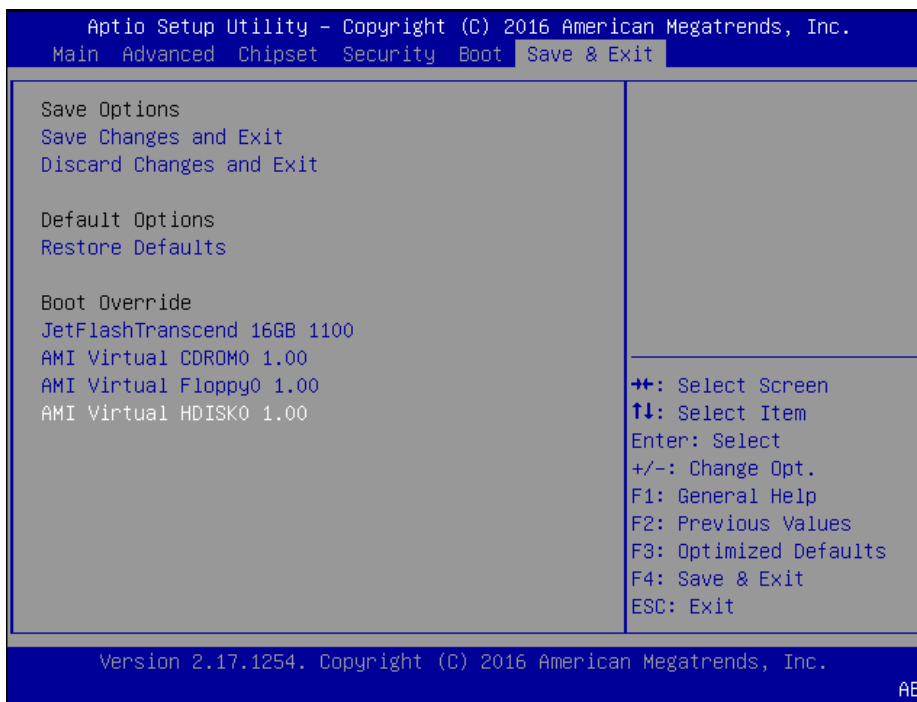 Aptio Setup Utility – Copyright (C) 2016 American Megatrends, Inc.
Main Advanced Chipset Security Boot Save & Exit
Save Options
Save Changes and Exit
Discard Changes and Exit
Default Options
Restore Defaults
Boot Override
JetFlashTranscend 16GB 1100
AMI Virtual CDROM0 1.00
AMI Virtual Floppy0 1.00
AMI Virtual HDISK0 1.00
→←: Select Screen
↑↓: Select Item
Enter: Select
+/-: Change Opt.
F1: General Help
F2: Previous Values
F3: Optimized Defaults
F4: Save & Exit
ESC: Exit
Version 2.17.1254. Copyright (C) 2016 American Megatrends, Inc.
AB